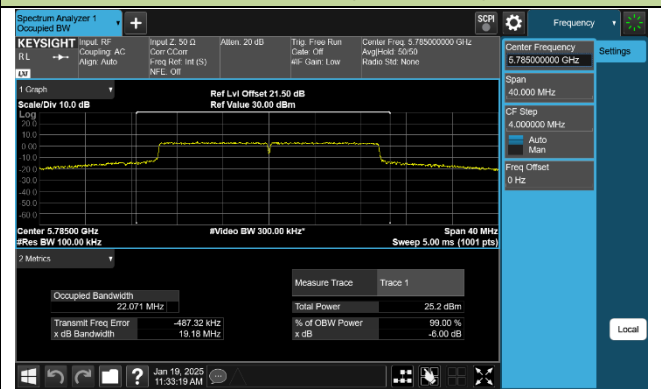 Spectrum Analyzer 1
Occupied BW
SCPI
Frequency
KEYSIGHT
RL
LXI
Input: RF
Coupling: AC
Align: Auto
Input Z: 50 Ω
Corr CCorr
Freq Ref: Int (S)
NFE: Off
Atten: 20 dB
Trig: Free Run
Gate: Off
#IF Gain: Low
Center Freq: 5.785000000 GHz
Avg|Hold: 50/50
Radio Std: None
Center Frequency
5.785000000 GHz
Settings
Span
40.000 MHz
CF Step
4.000000 MHz
Auto
Man
Freq Offset
0 Hz
1 Graph
Scale/Div 10.0 dB
Ref Lvl Offset 21.50 dB
Ref Value 30.00 dBm
Log
20.0
10.0
0.00
-10.0
-20.0
-30.0
-40.0
-50.0
-60.0
Center 5.78500 GHz
#Video BW 300.00 kHz*
Span 40 MHz
#Res BW 100.00 kHz
Sweep 5.00 ms (1001 pts)
2 Metrics
Measure Trace
Trace 1
Occupied Bandwidth
22.071 MHz
Total Power
25.2 dBm
Transmit Freq Error
-487.32 kHz
% of OBW Power
99.00 %
x dB Bandwidth
19.18 MHz
x dB
-6.00 dB
Local
Jan 19, 2025
11:33:19 AM